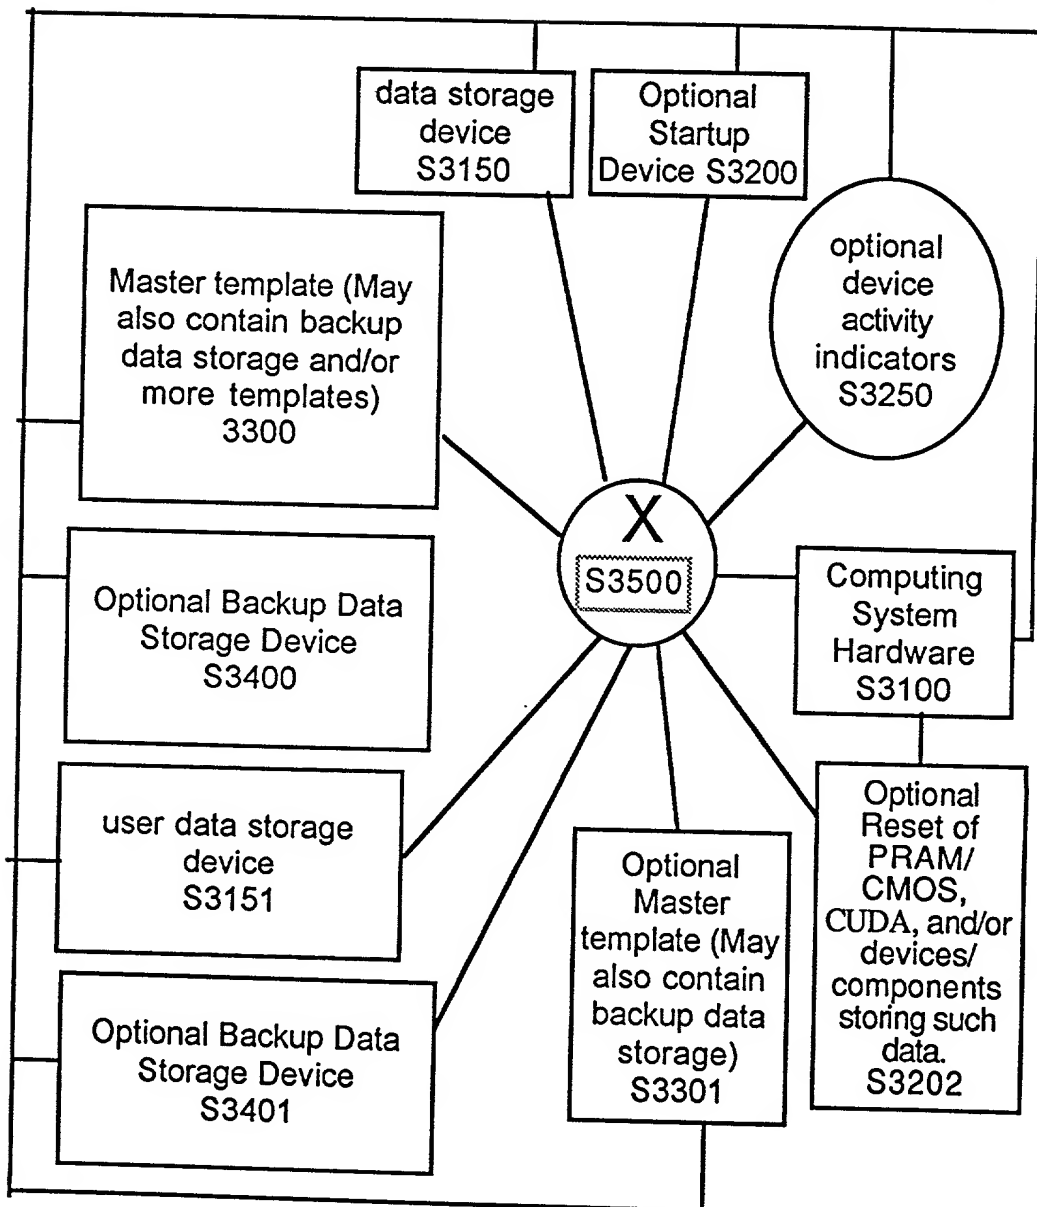 data storage
device
S3150
Optional
Startup
Device S3200
optional
device
activity
indicators
S3250
Master template (May
also contain backup
data storage and/or
more templates)
3300
X
S3500
Computing
System
Hardware
S3100
Optional Backup Data
Storage Device
S3400
user data storage
device
S3151
Optional
Master
template (May
also contain
backup data
storage)
S3301
Optional
Reset of
PRAM/
CMOS,
CUDA, and/or
devices/
components
storing such
data.
S3202
Optional Backup Data
Storage Device
S3401